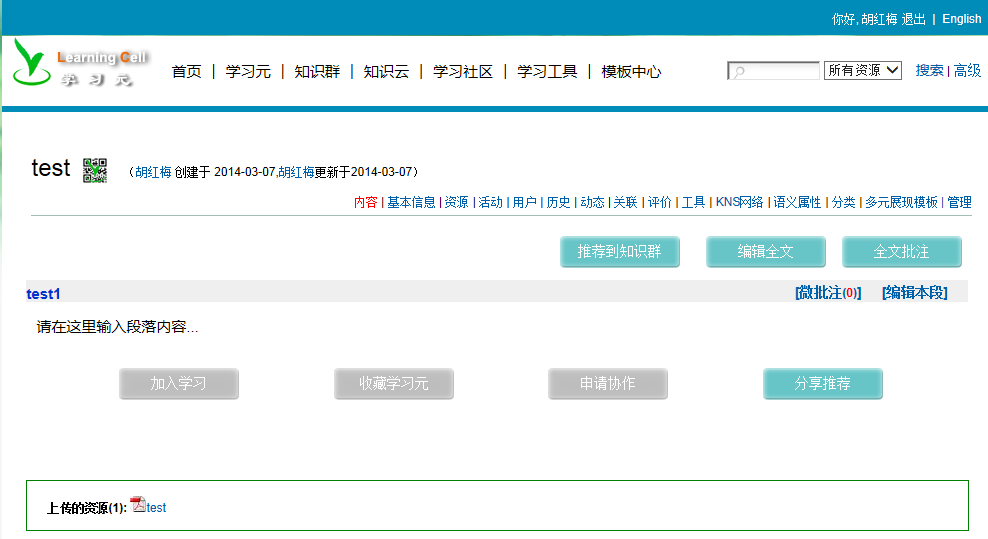 你好, 胡红梅 退出 | English
Learning Cell
学习元
首页 | 学习元 | 知识群 | 知识云 | 学习社区 | 学习工具 | 模板中心
所有资源 搜索 | 高级
test （胡红梅 创建于 2014-03-07,胡红梅更新于2014-03-07）
内容 | 基本信息 | 资源 | 活动 | 用户 | 历史 | 动态 | 关联 | 评价 | 工具 | KNS网络 | 语义属性 | 分类 | 多元展现模板 | 管理
推荐到知识群 编辑全文 全文批注
test1 [微批注(0)] [编辑本段]
请在这里输入段落内容...
加入学习 收藏学习元 申请协作 分享推荐
上传的资源(1): test